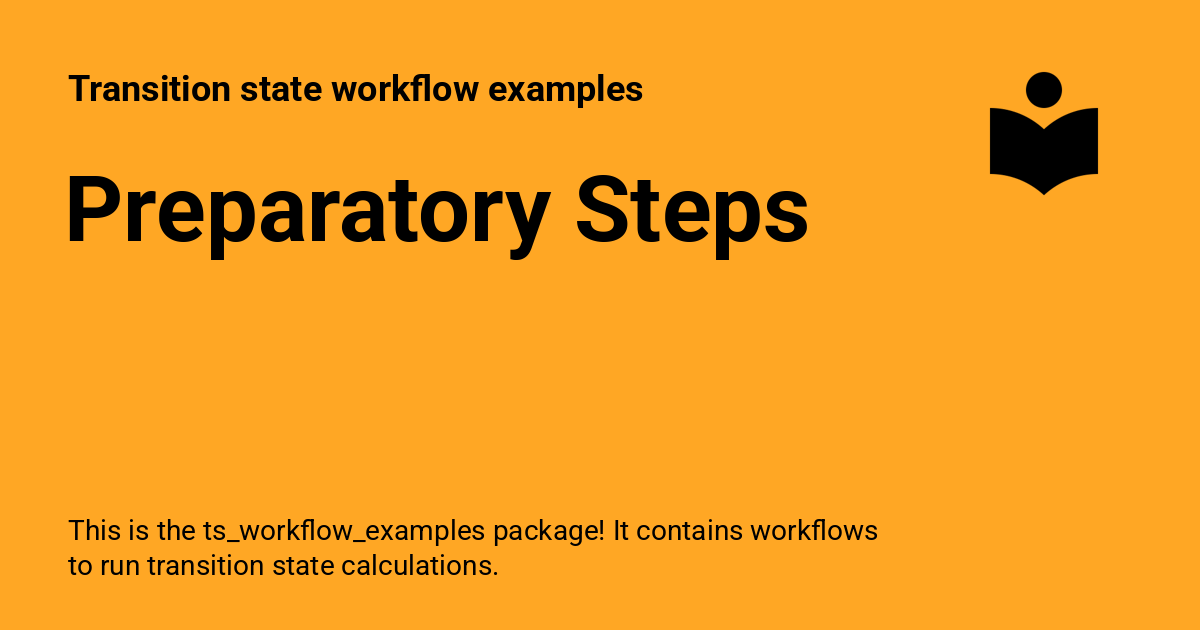 Transition state workflow examples
Preparatory Steps
This is the ts_workflow_examples package! It contains workflows
to run transition state calculations.